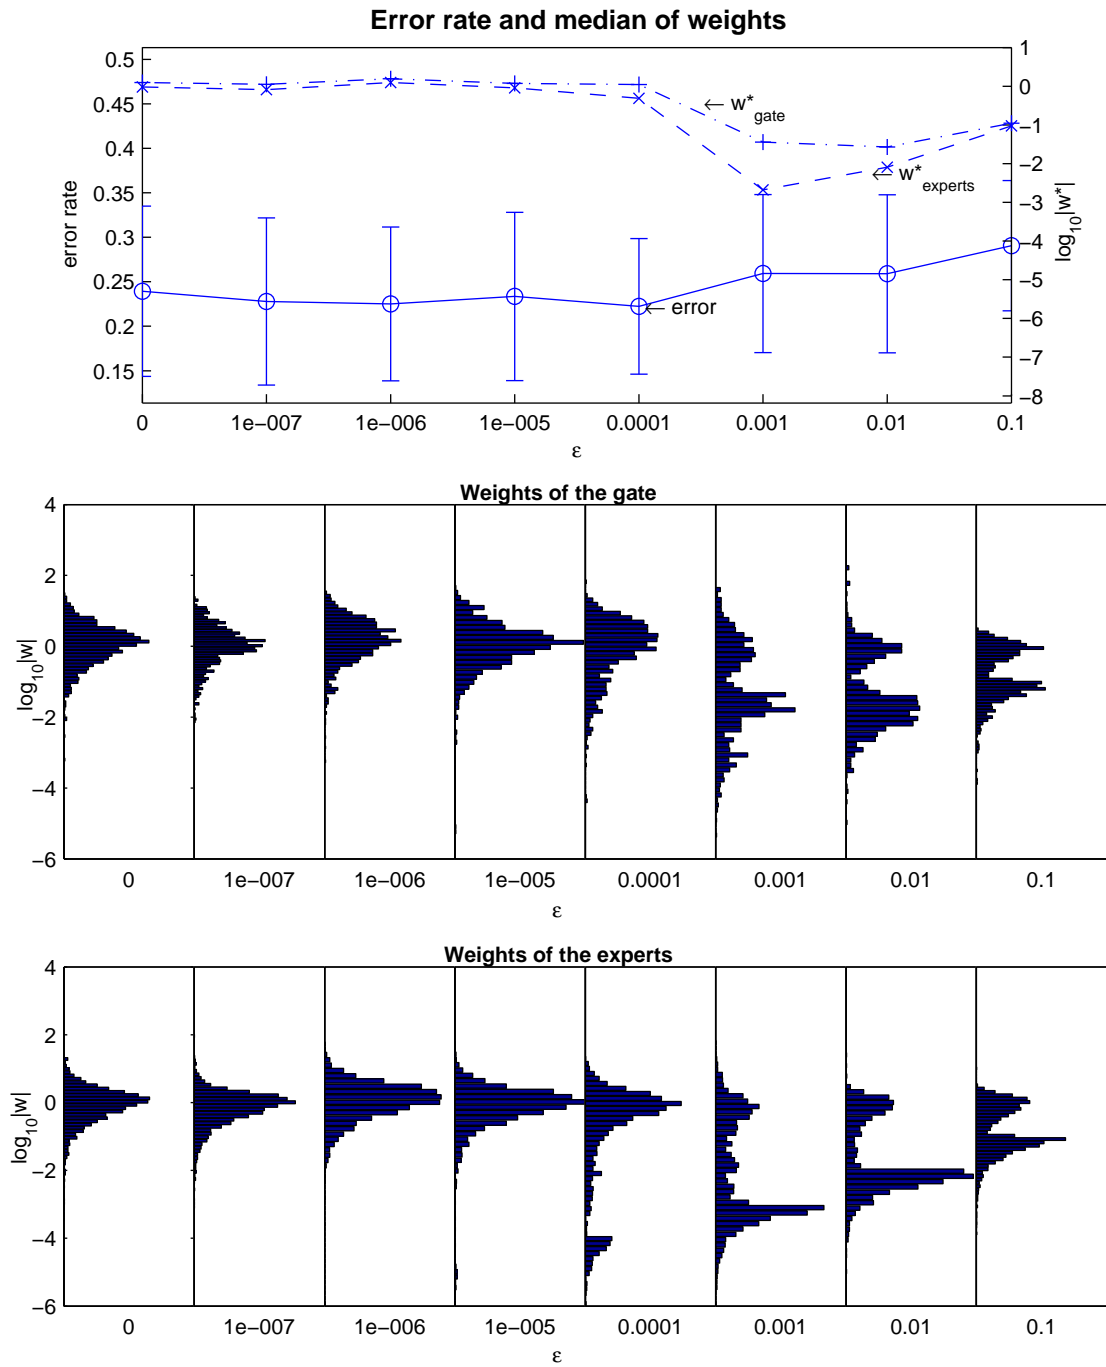 Error rate and median of weights
0.5
0.45
0.4
0.35
0.3
0.25
0.2
0.15
error rate
1
0
−1
−2
−3
−4
−5
−6
−7
−8
log10|w*|
← w*gate
← w*experts
← error
0 1e−007 1e−006 1e−005 0.0001 0.001 0.01 0.1
ε
Weights of the gate
4
2
0
−2
−4
−6
log10|w|
0 1e−007 1e−006 1e−005 0.0001 0.001 0.01 0.1
ε
Weights of the experts
4
2
0
−2
−4
−6
log10|w|
0 1e−007 1e−006 1e−005 0.0001 0.001 0.01 0.1
ε